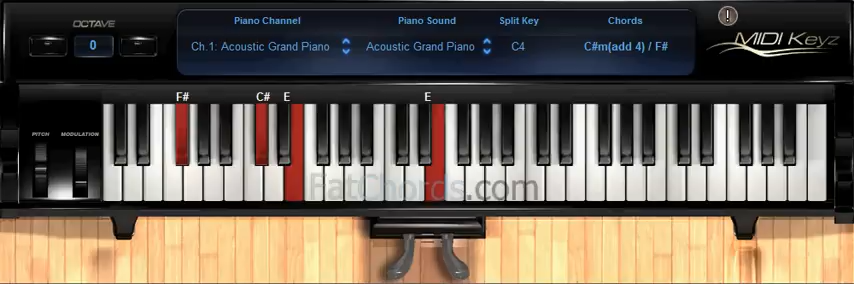 OCTAVE
0
Piano Channel Piano Sound Split Key Chords
Ch.1: Acoustic Grand Piano Acoustic Grand Piano C4 C#m(add 4) / F#
!
MIDI Keyz
F# C# E E
PITCH MODULATION
FatChords.com